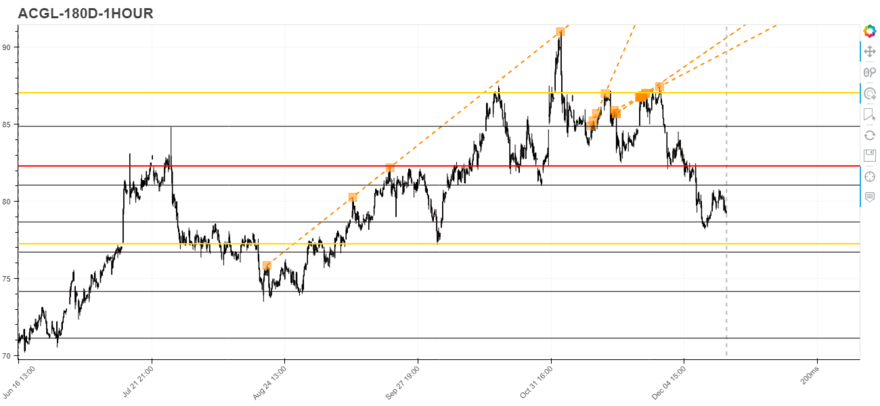 ACGL-180D-1HOUR
90
85
80
75
70
Jun 16 13:00
Jul 21 21:00
Aug 24 13:00
Sep 27 19:00
Oct 31 16:00
Dec 04 15:00
200ms